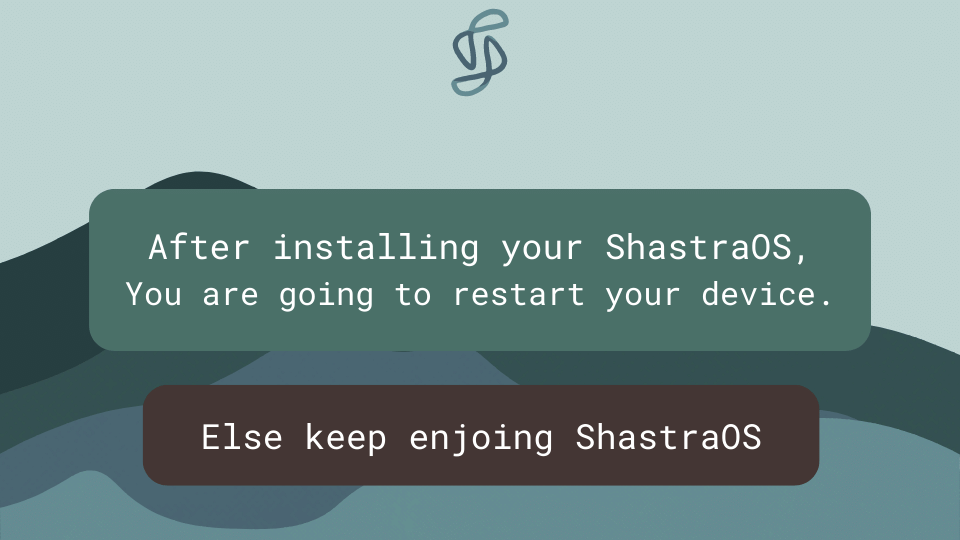 After installing your ShastraOS,
You are going to restart your device.
Else keep enjoing ShastraOS